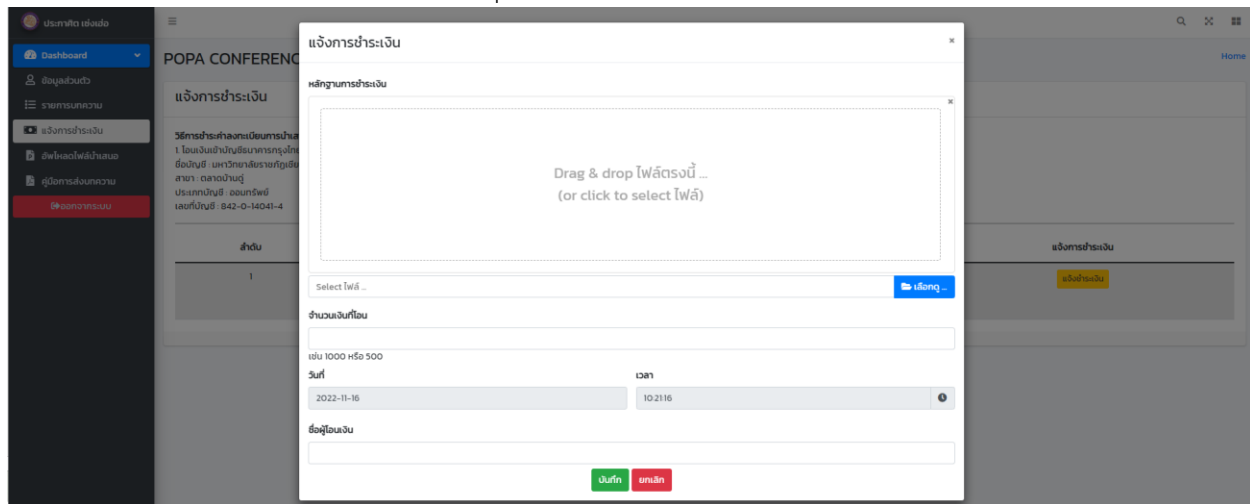 ประภาศิต เซ่งเฮ่ง
Dashboard
ข้อมูลส่วนตัว
รายการบทความ
แจ้งการชำระเงิน
อัพโหลดไฟล์นำเสนอ
คู่มือการส่งบทความ
ออกจากระบบ
POPA CONFERENC
Home
แจ้งการชำระเงิน
วิธีการชำระค่าลงทะเบียนการนำเส
1. โอนเงินเข้าบัญชีธนาคารกรุงไทย
ชื่อบัญชี : มหาวิทยาลัยราชภัฏเชีย
สาขา : ตลาดบ้านดู่
ประเภทบัญชี : ออมทรัพย์
เลขที่บัญชี : 842-0-14041-4
ลำดับ
แจ้งการชำระเงิน
1
แจ้งชำระเงิน
แจ้งการชำระเงิน
×
หลักฐานการชำระเงิน
×
Drag & drop ไฟล์ตรงนี้ …
(or click to select ไฟล์)
Select ไฟล์ ...
เลือกดู …
จำนวนเงินที่โอน
เช่น 1000 หรือ 500
วันที่ เวลา
2022-11-16 10:21:16
ชื่อผู้โอนเงิน
บันทึก ยกเลิก